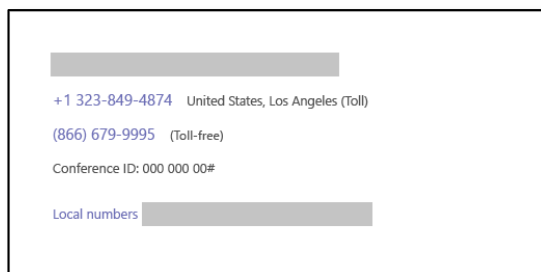 +1 323-849-4874 United States, Los Angeles (Toll)
(866) 679-9995 (Toll-free)
Conference ID: 000 000 00#
Local numbers